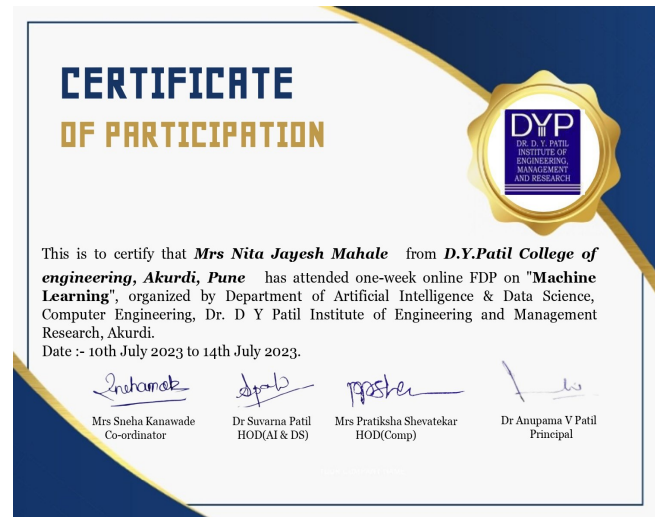 CERTIFICATE
OF PARTICIPATION
DYP
DR. D. Y. PATIL
INSTITUTE OF
ENGINEERING,
MANAGEMENT
AND RESEARCH
This is to certify that Mrs Nita Jayesh Mahale from D.Y.Patil College of
engineering, Akurdi, Pune has attended one-week online FDP on "Machine
Learning", organized by Department of Artificial Intelligence & Data Science,
Computer Engineering, Dr. D Y Patil Institute of Engineering and Management
Research, Akurdi.
Date :- 10th July 2023 to 14th July 2023.
Mrs Sneha Kanawade
Co-ordinator
Dr Suvarna Patil
HOD(AI & DS)
Mrs Pratiksha Shevatekar
HOD(Comp)
Dr Anupama V Patil
Principal